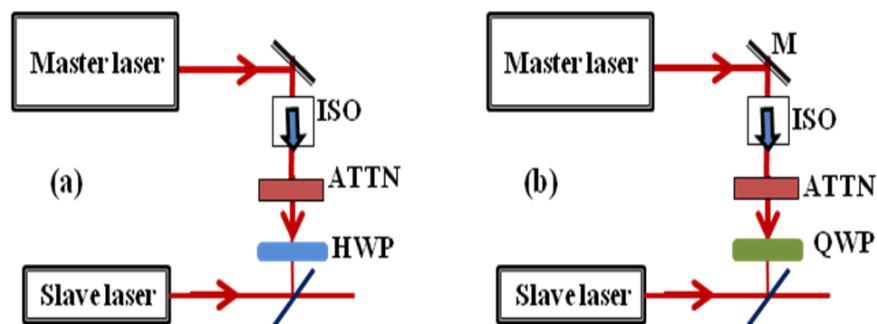 Master laser
ISO
(a)
ATTN
HWP
Slave laser
Master laser
M
ISO
(b)
ATTN
QWP
Slave laser